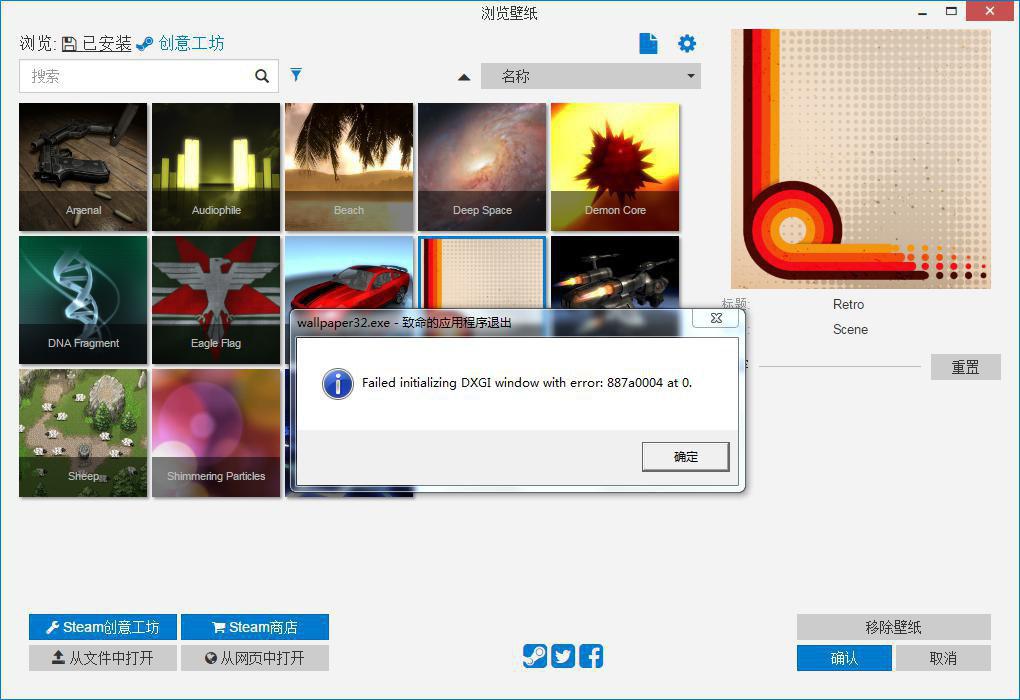 浏览壁纸
浏览: 已安装 创意工坊
搜索
名称
Arsenal
Audiophile
Beach
Deep Space
Demon Core
DNA Fragment
Eagle Flag
标题:
Retro
Scene
重置
wallpaper32.exe - 致命的应用程序退出
Failed initializing DXGI window with error: 887a0004 at 0.
确定
Sheep
Shimmering Particles
Steam创意工坊
Steam商店
从文件中打开
从网页中打开
移除壁纸
确认
取消